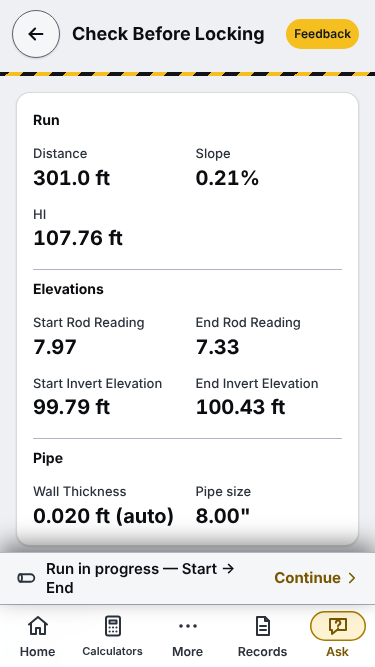 Check Before Locking
Feedback
Run
Distance
Slope
301.0 ft
0.21%
HI
107.76 ft
Elevations
Start Rod Reading
End Rod Reading
7.97
7.33
Start Invert Elevation
End Invert Elevation
99.79 ft
100.43 ft
Pipe
Wall Thickness
Pipe size
0.020 ft (auto)
8.00"
Run in progress — Start →
End
Continue
Home
Calculators
More
Records
Ask